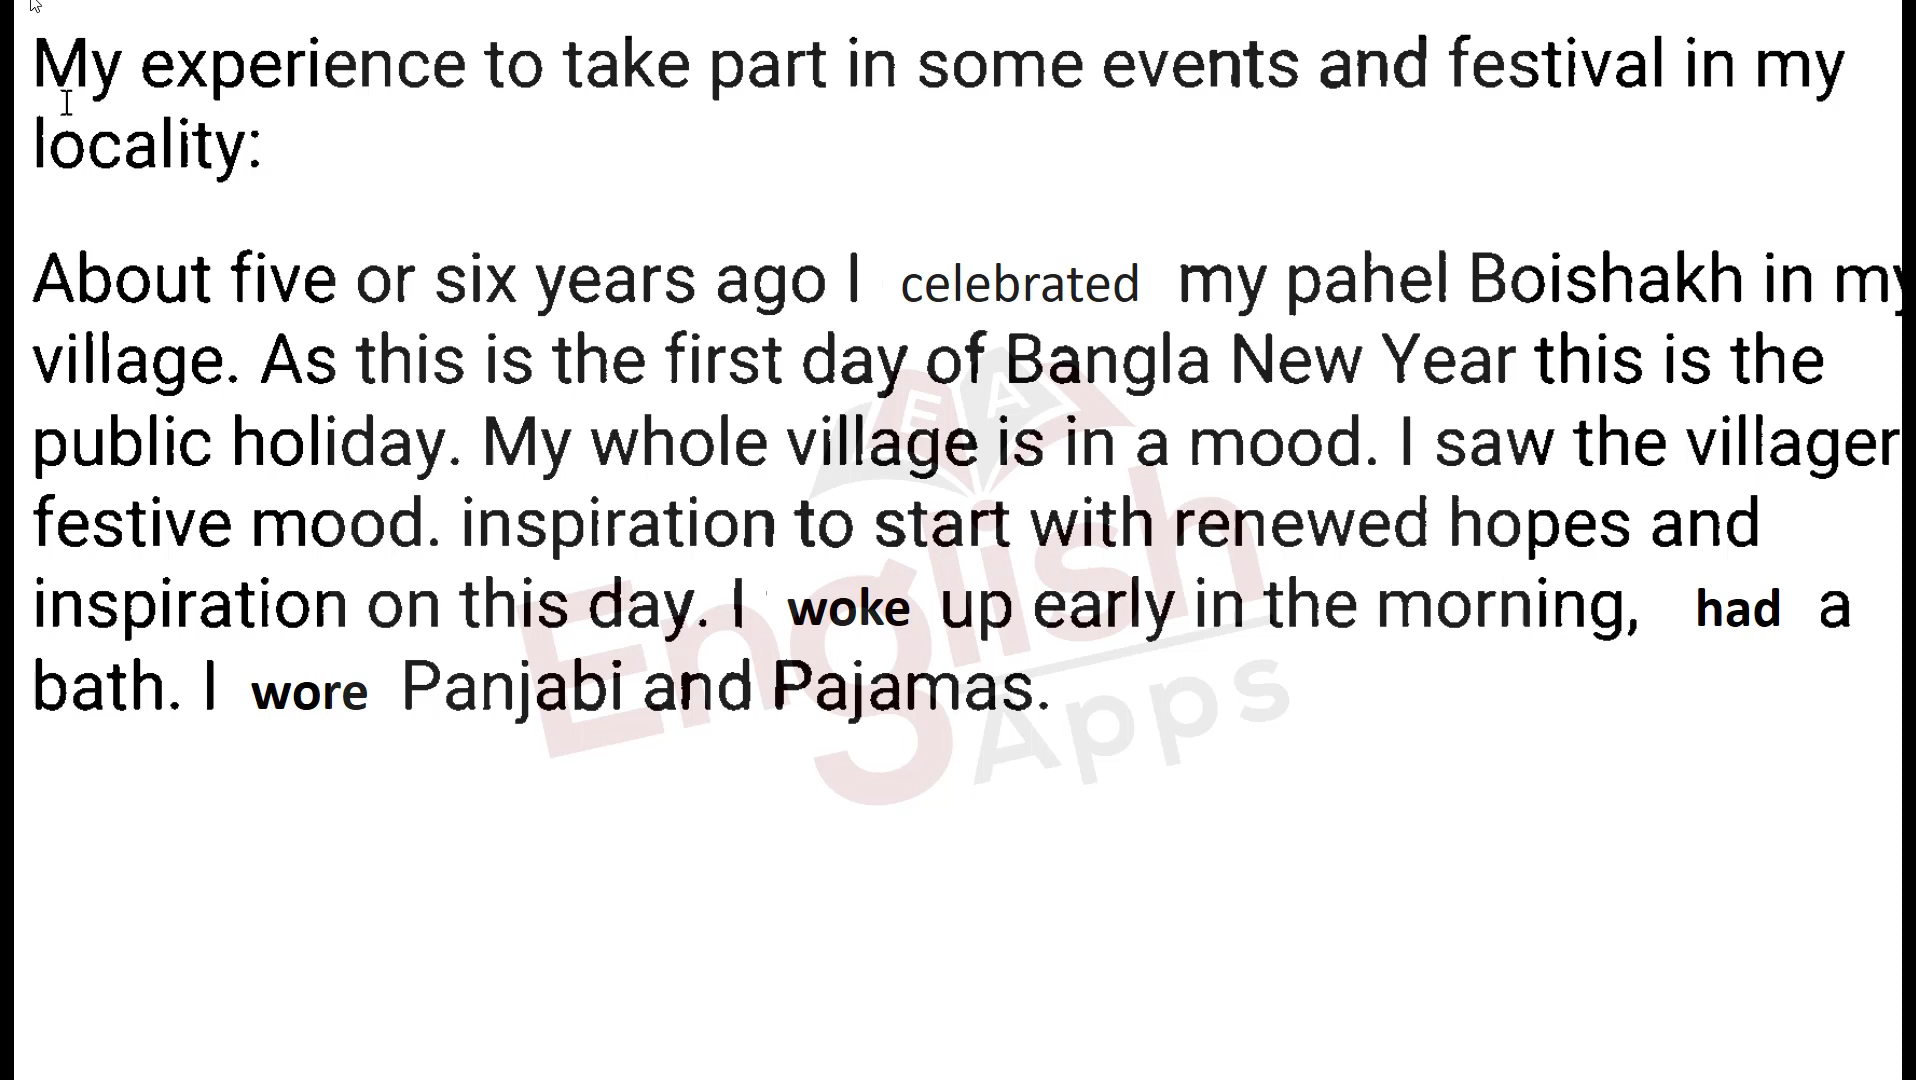 My experience to take part in some events and festival in my
locality:
About five or six years ago I celebrated my pahel Boishakh in my
village. As this is the first day of Bangla New Year this is the
public holiday. My whole village is in a mood. I saw the villager
festive mood. inspiration to start with renewed hopes and
inspiration on this day. I woke up early in the morning, had a
bath. I wore Panjabi and Pajamas.
EA
English
Apps